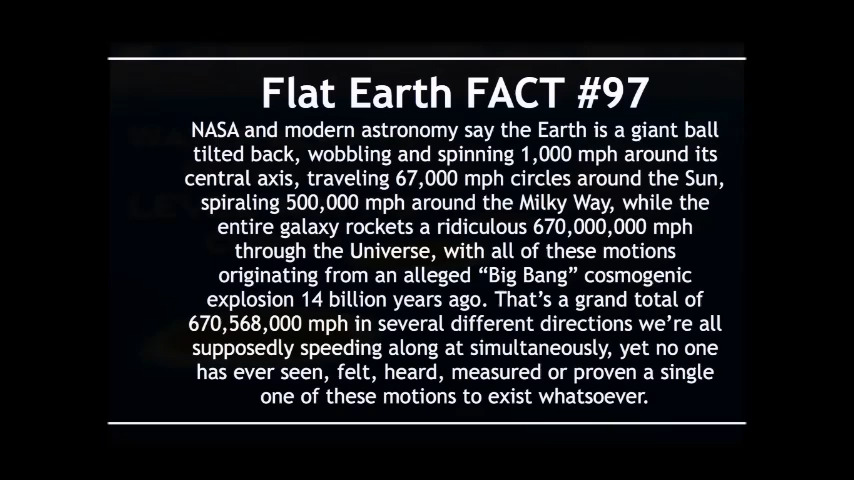 Flat Earth FACT #97
NASA and modern astronomy say the Earth is a giant ball
tilted back, wobbling and spinning 1,000 mph around its
central axis, traveling 67,000 mph circles around the Sun,
spiraling 500,000 mph around the Milky Way, while the
entire galaxy rockets a ridiculous 670,000,000 mph
through the Universe, with all of these motions
originating from an alleged “Big Bang” cosmogenic
explosion 14 billion years ago. That’s a grand total of
670,568,000 mph in several different directions we’re all
supposedly speeding along at simultaneously, yet no one
has ever seen, felt, heard, measured or proven a single
one of these motions to exist whatsoever.